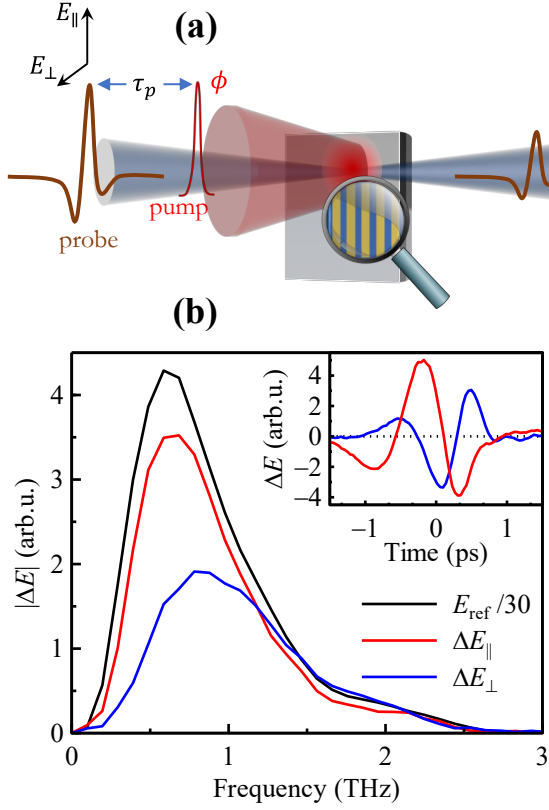 (a)
E∥
E⊥
τp
ϕ
pump
probe
(b)
|ΔE| (arb.u.)
4
3
2
1
0
0
1
2
3
Frequency (THz)
ΔE (arb.u.)
4
2
0
−2
−4
−1
0
1
Time (ps)
Eref /30
ΔE∥
ΔE⊥